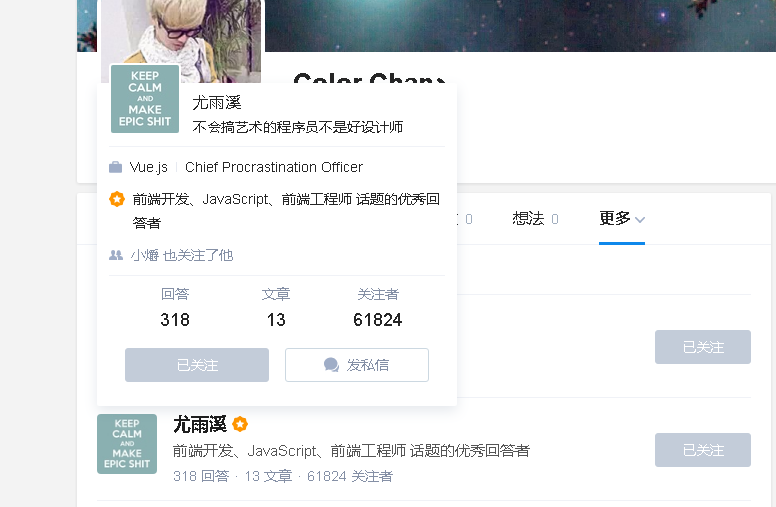 Color Chan
KEEP
CALM
AND
MAKE
EPIC SHIT
尤雨溪
不会搞艺术的程序员不是好设计师
Vue.js | Chief Procrastination Officer
前端开发、JavaScript、前端工程师 话题的优秀回
答者
0 想法 0 更多
也关注了他
回答 文章 关注者
318 13 61824
已关注 发私信
已关注
KEEP
CALM
AND
MAKE
EPIC SHIT
尤雨溪
前端开发、JavaScript、前端工程师 话题的优秀回答者
318 回答 · 13 文章 · 61824 关注者
已关注